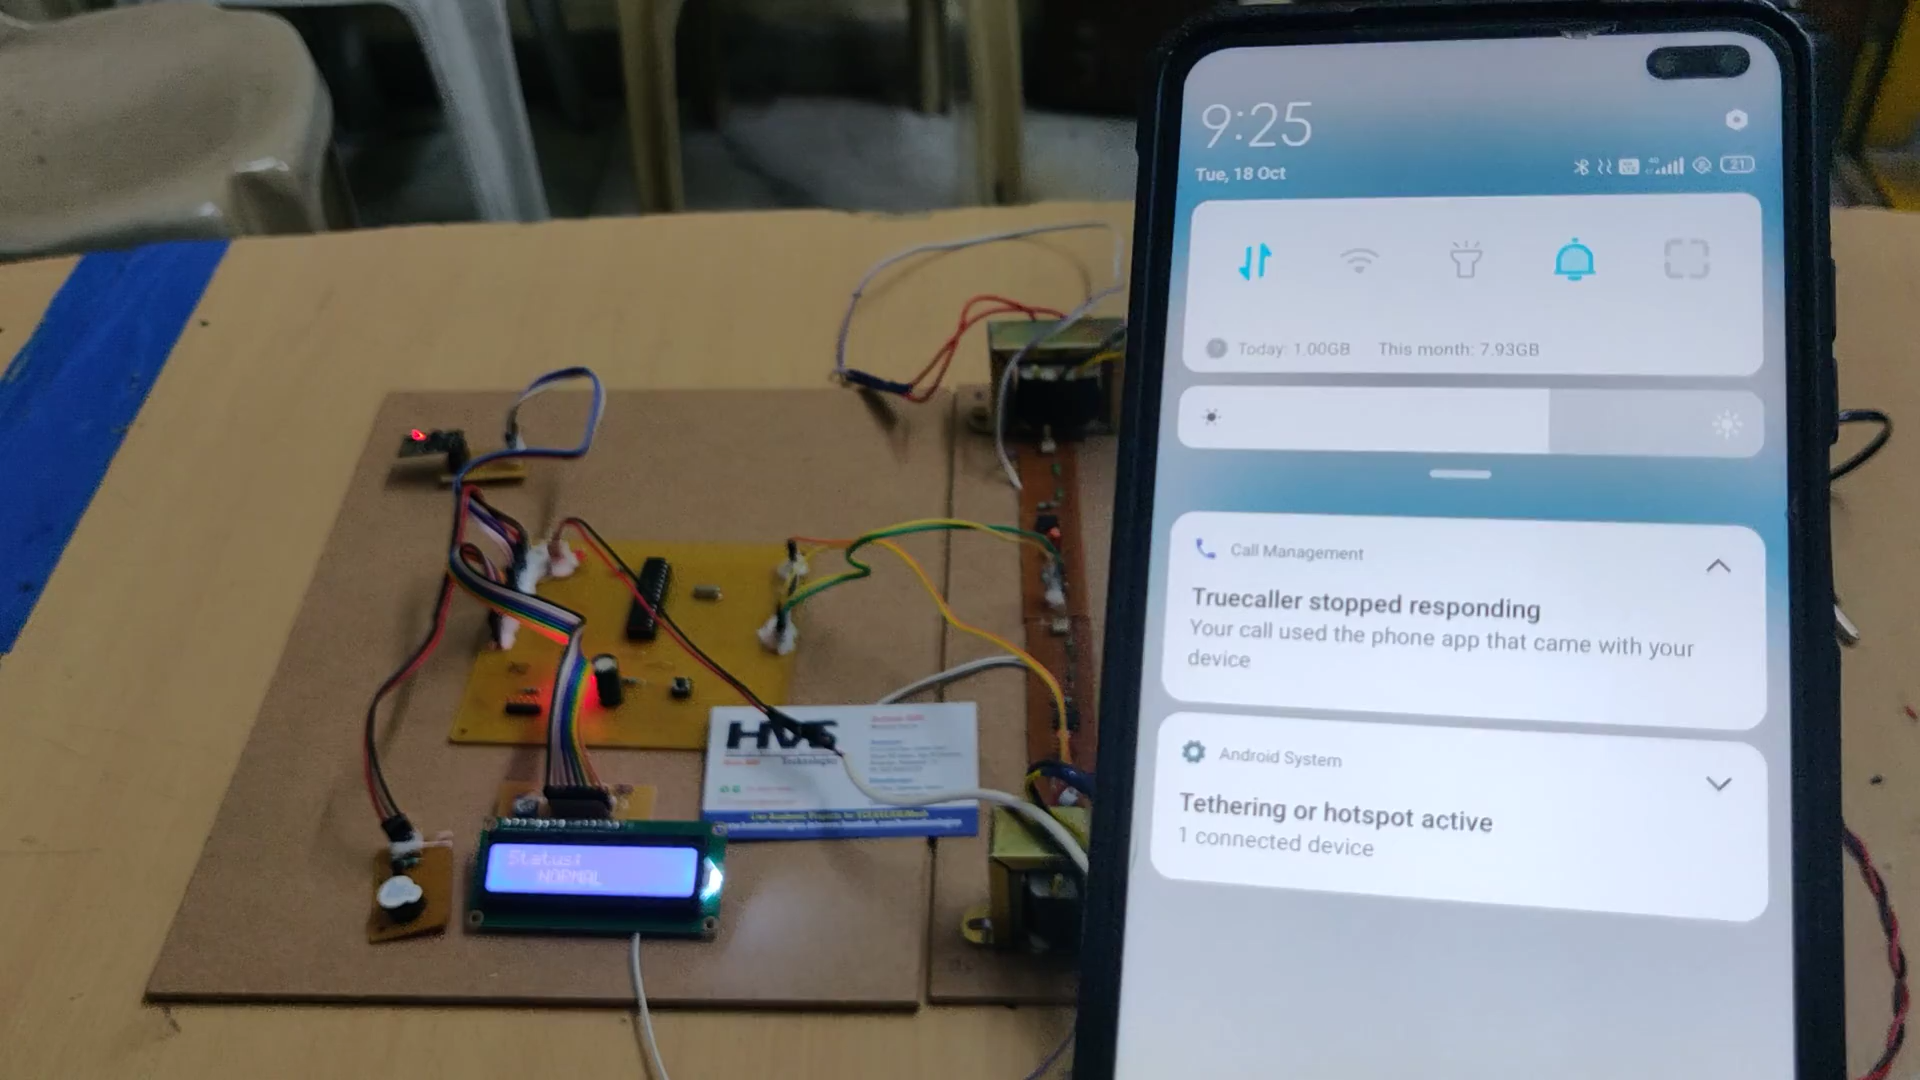 9:25
Tue, 18 Oct
21
Today: 1.00GB This month: 7.93GB
Call Management
Truecaller stopped responding
Your call used the phone app that came with your
device
Android System
Tethering or hotspot active
1 connected device
Status:
NORMAL
Technologies